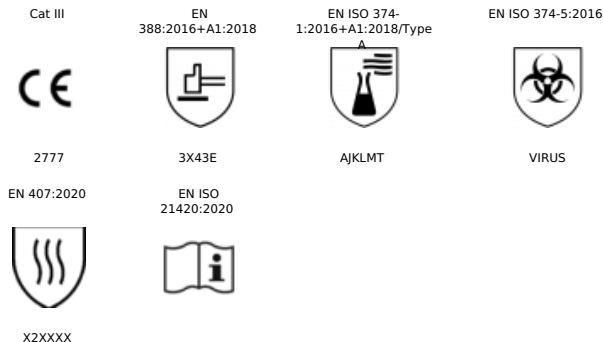 Cat III
EN
388:2016+A1:2018
EN ISO 374-
1:2016+A1:2018/Type
A
EN ISO 374-5:2016
CE
2777
3X43E
AJKLMT
VIRUS
EN 407:2020
EN ISO
21420:2020
i
X2XXXX